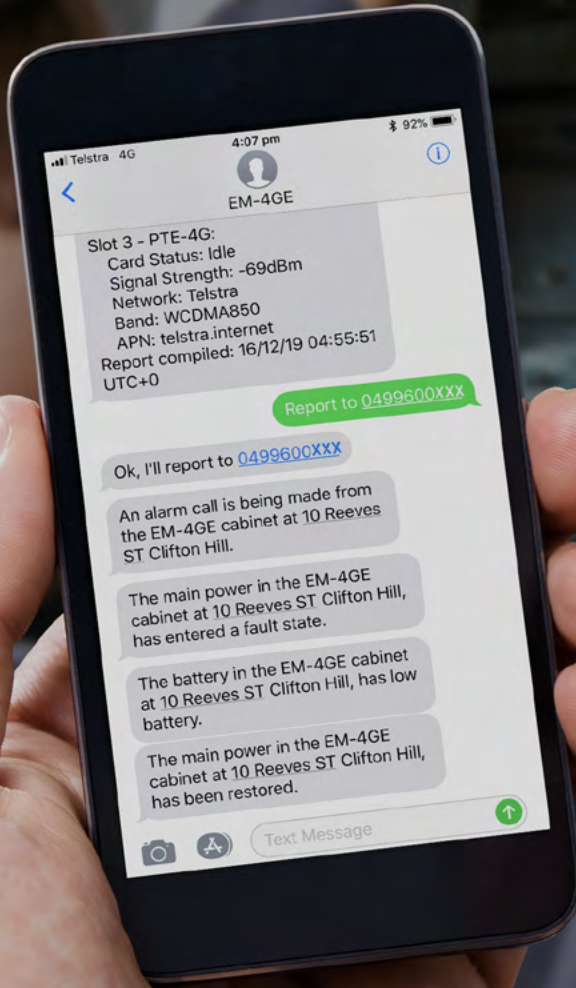 Telstra 4G 4:07 pm 92%
EM-4GE
Slot 3 - PTE-4G:
Card Status: Idle
Signal Strength: -69dBm
Network: Telstra
Band: WCDMA850
APN: telstra.internet
Report compiled: 16/12/19 04:55:51
UTC+0
Report to 0499600XXX
Ok, I'll report to 0499600XXX
An alarm call is being made from
the EM-4GE cabinet at 10 Reeves
ST Clifton Hill.
The main power in the EM-4GE
cabinet at 10 Reeves ST Clifton Hill,
has entered a fault state.
The battery in the EM-4GE cabinet
at 10 Reeves ST Clifton Hill, has low
battery.
The main power in the EM-4GE
cabinet at 10 Reeves ST Clifton Hill,
has been restored.
Text Message